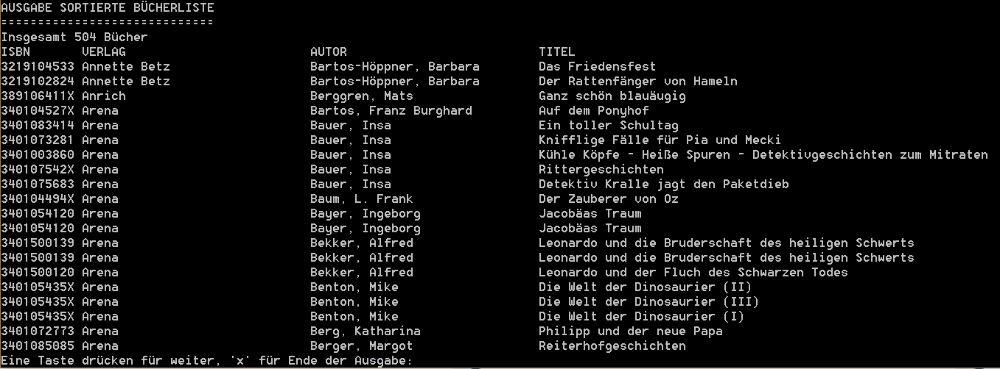 AUSGABE SORTIERTE BÜCHERLISTE
=============================
Insgesamt 504 Bücher
ISBN VERLAG AUTOR TITEL
3219104533 Annette Betz Bartos-Höppner, Barbara Das Friedensfest
3219102824 Annette Betz Bartos-Höppner, Barbara Der Rattenfänger von Hameln
389106411X Anrich Berggren, Mats Ganz schön blauäugig
340104527X Arena Bartos, Franz Burghard Auf dem Ponyhof
3401083414 Arena Bauer, Insa Ein toller Schultag
3401073281 Arena Bauer, Insa Knifflige Fälle für Pia und Mecki
3401003860 Arena Bauer, Insa Kühle Köpfe - Heiße Spuren - Detektivgeschichten zum Mitraten
340107542X Arena Bauer, Insa Rittergeschichten
3401075683 Arena Bauer, Insa Detektiv Kralle jagt den Paketdieb
340104494X Arena Baum, L. Frank Der Zauberer von Oz
3401054120 Arena Bayer, Ingeborg Jacobäas Traum
3401054120 Arena Bayer, Ingeborg Jacobäas Traum
3401500139 Arena Bekker, Alfred Leonardo und die Bruderschaft des heiligen Schwerts
3401500139 Arena Bekker, Alfred Leonardo und die Bruderschaft des heiligen Schwerts
3401500120 Arena Bekker, Alfred Leonardo und der Fluch des Schwarzen Todes
340105435X Arena Benton, Mike Die Welt der Dinosaurier (II)
340105435X Arena Benton, Mike Die Welt der Dinosaurier (III)
340105435X Arena Benton, Mike Die Welt der Dinosaurier (I)
3401072773 Arena Berg, Katharina Philipp und der neue Papa
3401085085 Arena Berger, Margot Reiterhofgeschichten
Eine Taste drücken für weiter, 'x' für Ende der Ausgabe: